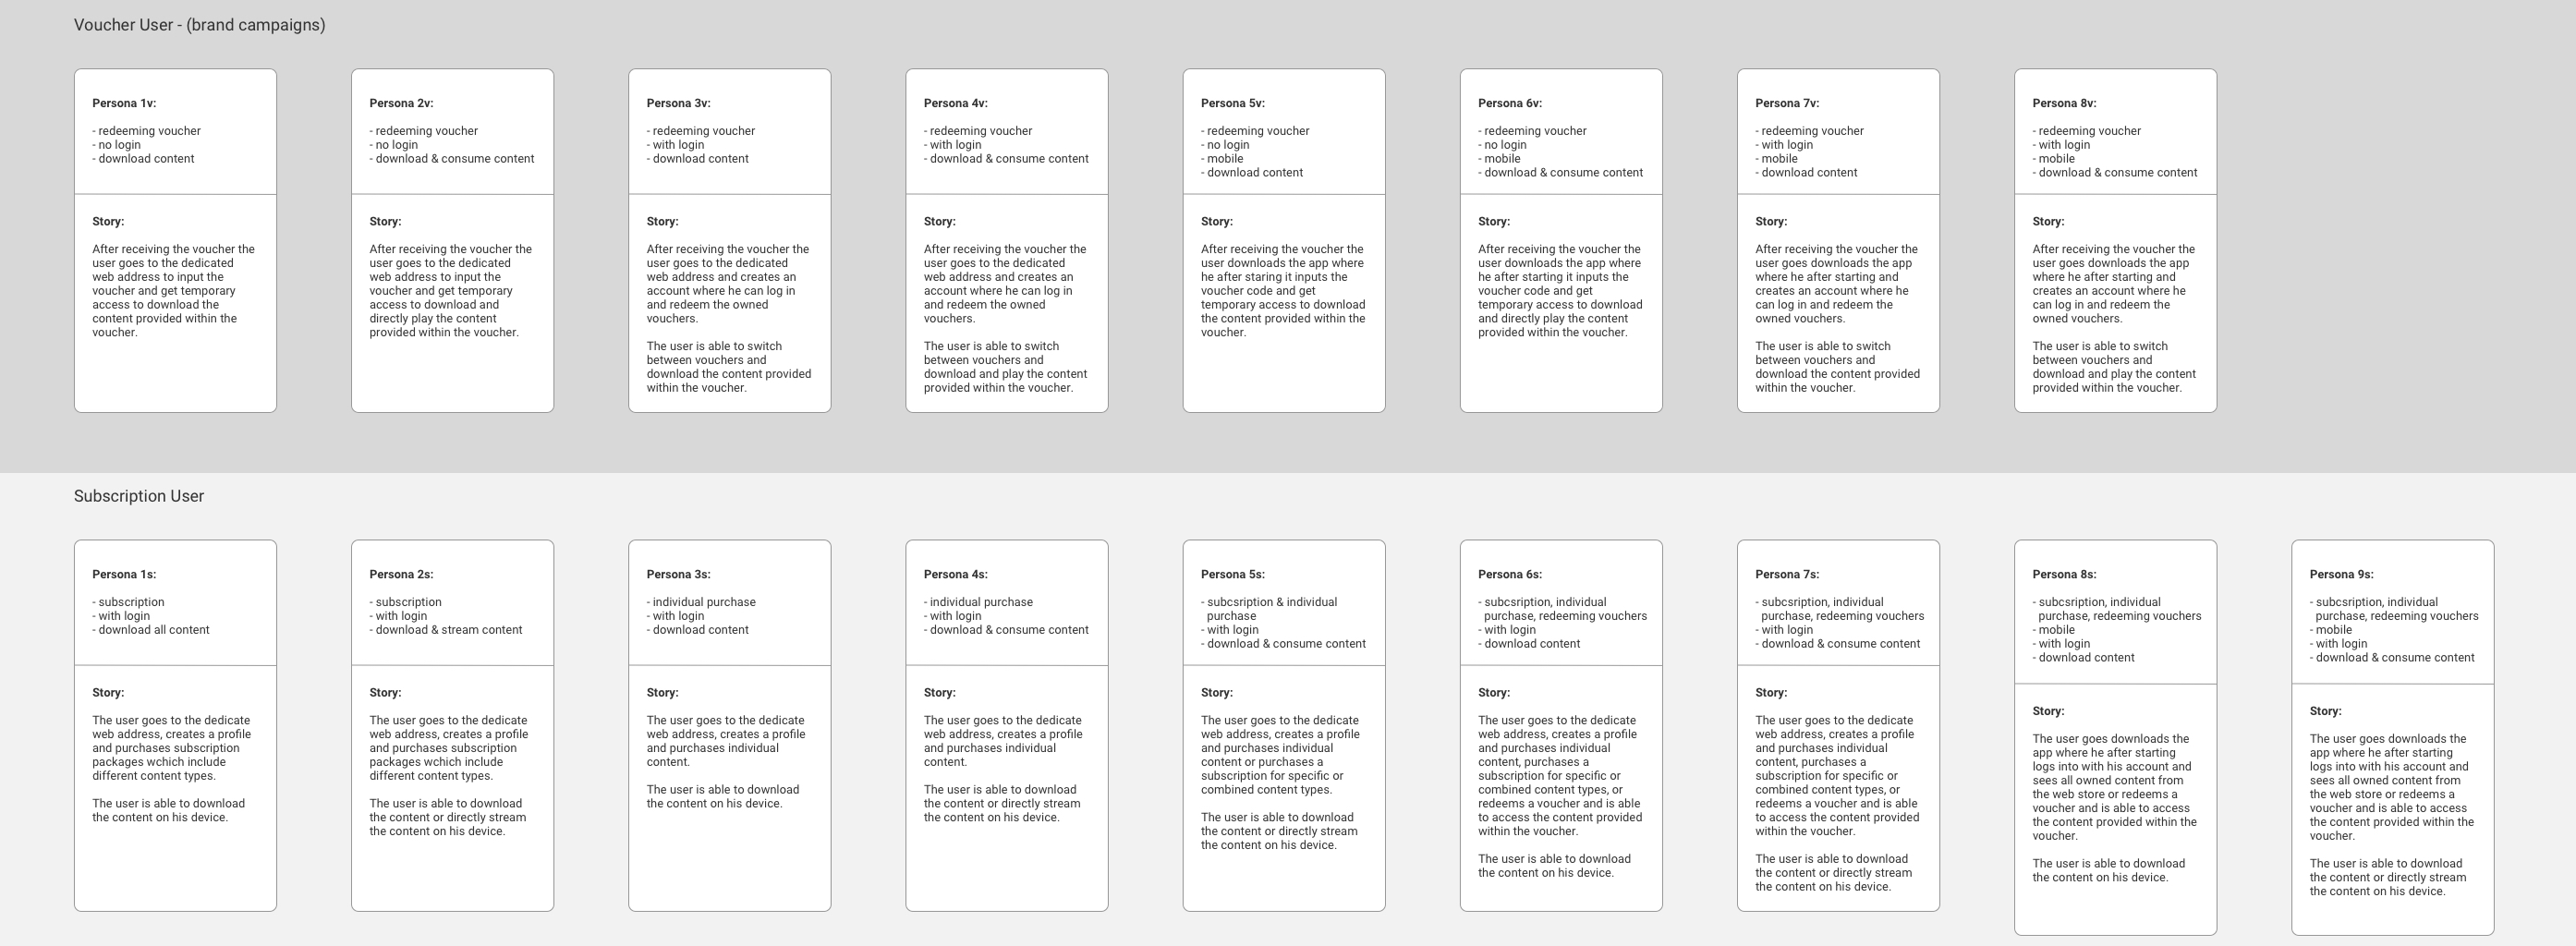 Voucher User - (brand campaigns)
Persona 1v:
- redeeming voucher
- no login
- download content
Story:
After receiving the voucher the
user goes to the dedicated
web address to input the
voucher and get temporary
access to download the
content provided within the
voucher.
Persona 2v:
- redeeming voucher
- no login
- download & consume content
Story:
After receiving the voucher the
user goes to the dedicated
web address to input the
voucher and get temporary
access to download and
directly play the content
provided within the voucher.
Persona 3v:
- redeeming voucher
- with login
- download content
Story:
After receiving the voucher the
user goes to the dedicated
web address and creates an
account where he can log in
and redeem the owned
vouchers.
The user is able to switch
between vouchers and
download the content provided
within the voucher.
Persona 4v:
- redeeming voucher
- with login
- download & consume content
Story:
After receiving the voucher the
user goes to the dedicated
web address and creates an
account where he can log in
and redeem the owned
vouchers.
The user is able to switch
between vouchers and
download and play the content
provided within the voucher.
Persona 5v:
- redeeming voucher
- no login
- mobile
- download content
Story:
After receiving the voucher the
user downloads the app where
he after staring it inputs the
voucher code and get
temporary access to download
the content provided within the
voucher.
Persona 6v:
- redeeming voucher
- no login
- mobile
- download & consume content
Story:
After receiving the voucher the
user downloads the app where
he after starting it inputs the
voucher code and get
temporary access to download
and directly play the content
provided within the voucher.
Persona 7v:
- redeeming voucher
- with login
- mobile
- download content
Story:
After receiving the voucher the
user goes downloads the app
where he after starting and
creates an account where he
can log in and redeem the
owned vouchers.
The user is able to switch
between vouchers and
download the content provided
within the voucher.
Persona 8v:
- redeeming voucher
- with login
- mobile
- download & consume content
Story:
After receiving the voucher the
user goes downloads the app
where he after starting and
creates an account where he
can log in and redeem the
owned vouchers.
The user is able to switch
between vouchers and
download and play the content
provided within the voucher.
Subscription User
Persona 1s:
- subscription
- with login
- download all content
Story:
The user goes to the dedicate
web address, creates a profile
and purchases subscription
packages wchich include
different content types.
The user is able to download
the content on his device.
Persona 2s:
- subscription
- with login
- download & stream content
Story:
The user goes to the dedicate
web address, creates a profile
and purchases subscription
packages wchich include
different content types.
The user is able to download
the content or directly stream
the content on his device.
Persona 3s:
- individual purchase
- with login
- download content
Story:
The user goes to the dedicate
web address, creates a profile
and purchases individual
content.
The user is able to download
the content on his device.
Persona 4s:
- individual purchase
- with login
- download & consume content
Story:
The user goes to the dedicate
web address, creates a profile
and purchases individual
content.
The user is able to download
the content or directly stream
the content on his device.
Persona 5s:
- subcsription & individual
purchase
- with login
- download & consume content
Story:
The user goes to the dedicate
web address, creates a profile
and purchases individual
content or purchases a
subscription for specific or
combined content types.
The user is able to download
the content or directly stream
the content on his device.
Persona 6s:
- subcsription, individual
purchase, redeeming vouchers
- with login
- download content
Story:
The user goes to the dedicate
web address, creates a profile
and purchases individual
content, purchases a
subscription for specific or
combined content types, or
redeems a voucher and is able
to access the content provided
within the voucher.
The user is able to download
the content on his device.
Persona 7s:
- subcsription, individual
purchase, redeeming vouchers
- with login
- download & consume content
Story:
The user goes to the dedicate
web address, creates a profile
and purchases individual
content, purchases a
subscription for specific or
combined content types, or
redeems a voucher and is able
to access the content provided
within the voucher.
The user is able to download
the content or directly stream
the content on his device.
Persona 8s:
- subcsription, individual
purchase, redeeming vouchers
- mobile
- with login
- download content
Story:
The user goes downloads the
app where he after starting
logs into with his account and
sees all owned content from
the web store or redeems a
voucher and is able to access
the content provided within the
voucher.
The user is able to download
the content on his device.
Persona 9s:
- subcsription, individual
purchase, redeeming vouchers
- mobile
- with login
- download & consume content
Story:
The user goes downloads the
app where he after starting
logs into with his account and
sees all owned content from
the web store or redeems a
voucher and is able to access
the content provided within the
voucher.
The user is able to download
the content or directly stream
the content on his device.